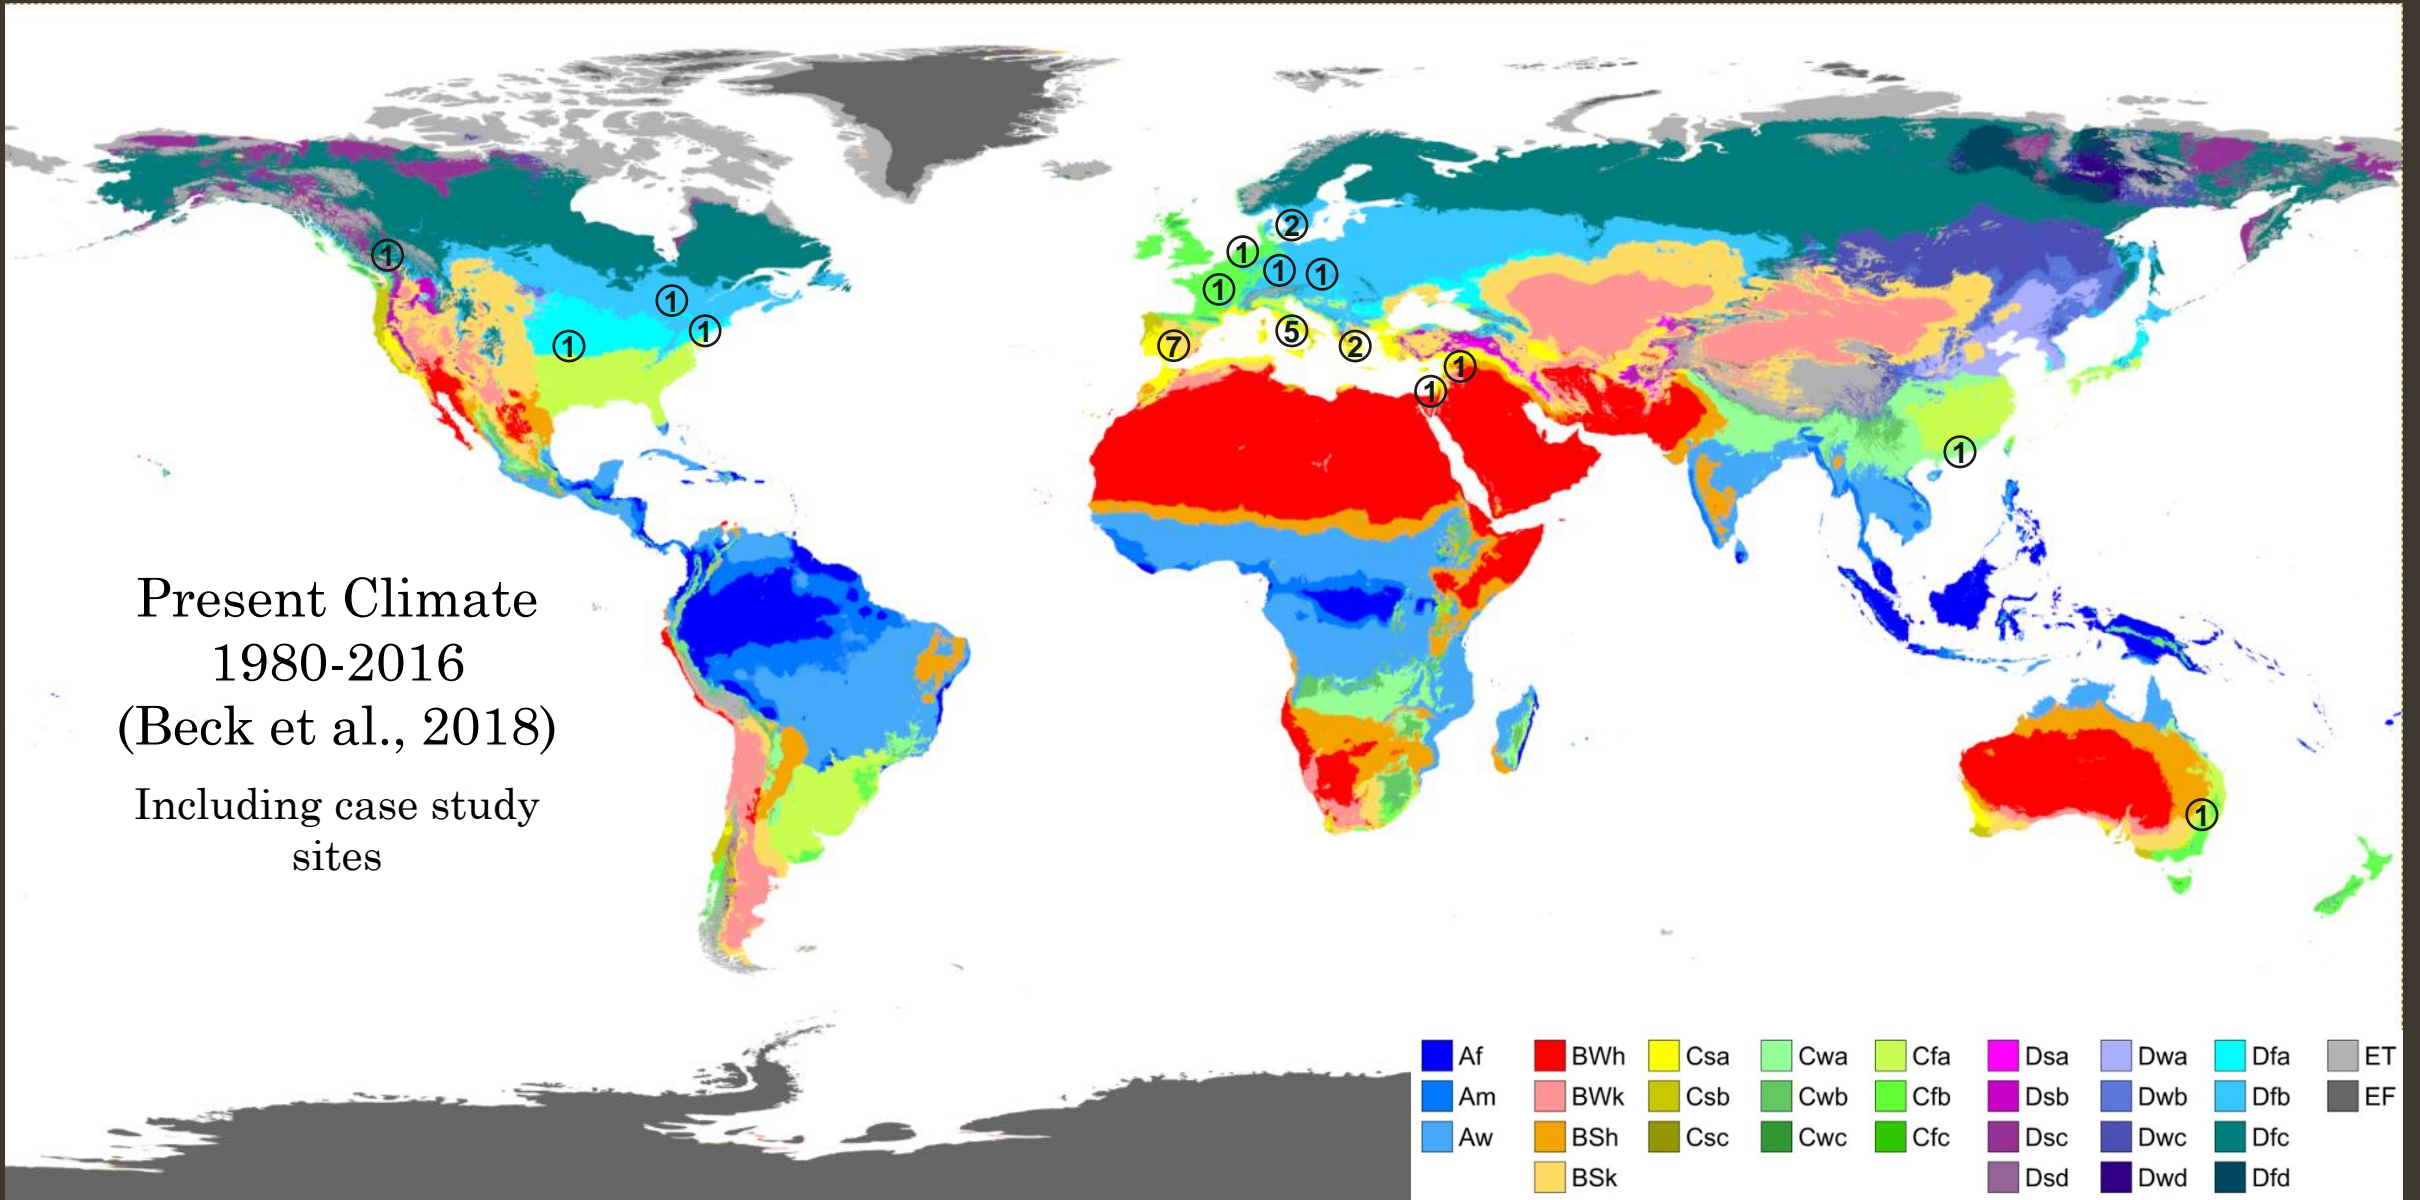 2
1
1
1
1
1
1
1
1
1
5
7
2
1
1
1
Present Climate
1980-2016
(Beck et al., 2018)
Including case study
sites
1
Af BWh Csa Cwa Cfa Dsa Dwa Dfa ET
Am BWk Csb Cwb Cfb Dsb Dwb Dfb EF
Aw BSh Csc Cwc Cfc Dsc Dwc Dfc
BSk Dsd Dwd Dfd